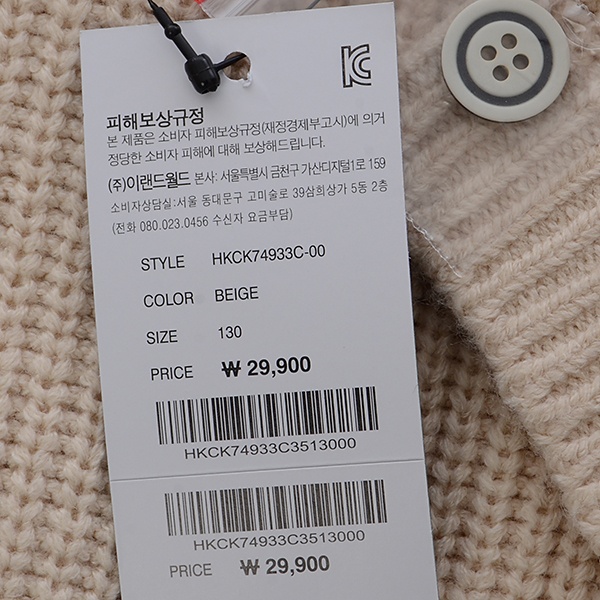 피해보상규정
본 제품은 소비자 피해보상규정(재정경제부고시)에 의거
정당한 소비자 피해에 대해 보상해드립니다.
(주)이랜드월드 본사: 서울특별시 금천구 가산디지털1로 159
소비자상담실:서울 동대문구 고미술로 39삼희상가 5동 2층
(전화 080.023.0456 수신자 요금부담)
STYLE HKCK74933C-00
COLOR BEIGE
SIZE 130
PRICE ₩ 29,900
HKCK74933C3513000
HKCK74933C3513000
PRICE ₩ 29,900